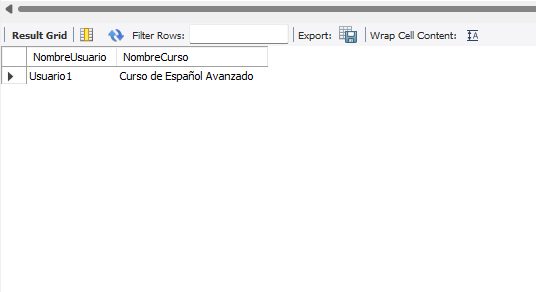 Result Grid Filter Rows: Export: Wrap Cell Content:
NombreUsuario NombreCurso
Usuario1 Curso de Español Avanzado